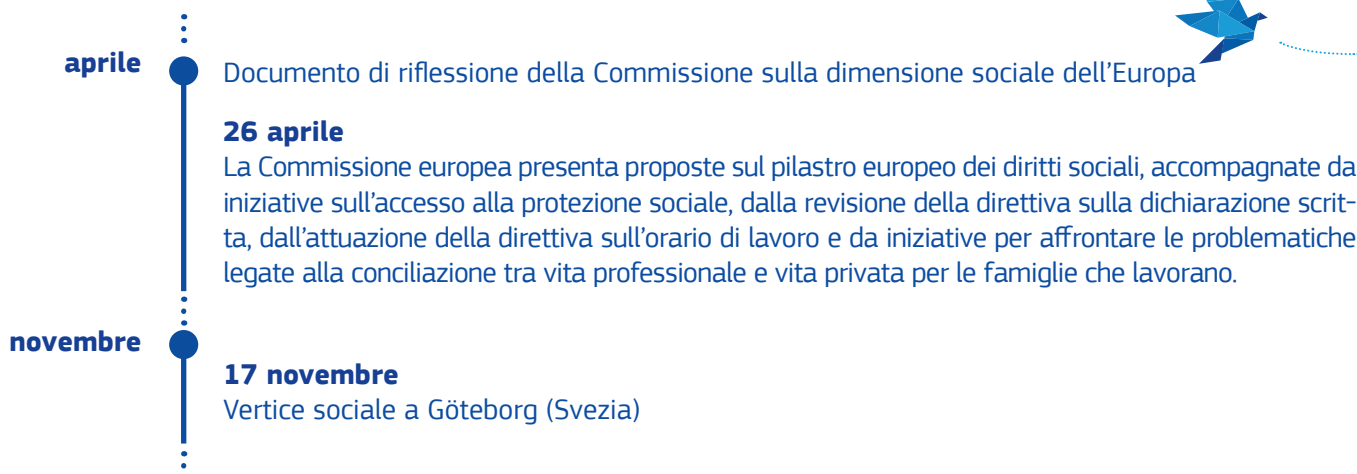 aprile
Documento di riflessione della Commissione sulla dimensione sociale dell’Europa
26 aprile
La Commissione europea presenta proposte sul pilastro europeo dei diritti sociali, accompagnate da
iniziative sull’accesso alla protezione sociale, dalla revisione della direttiva sulla dichiarazione scrit-
ta, dall’attuazione della direttiva sull’orario di lavoro e da iniziative per affrontare le problematiche
legate alla conciliazione tra vita professionale e vita privata per le famiglie che lavorano.
novembre
17 novembre
Vertice sociale a Göteborg (Svezia)